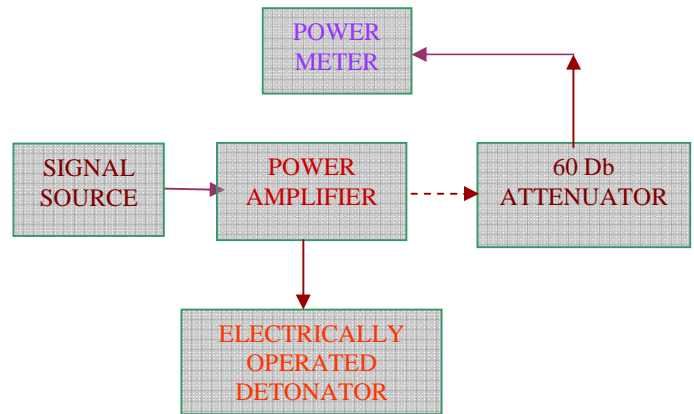 POWER
METER
SIGNAL
SOURCE
POWER
AMPLIFIER
60 Db
ATTENUATOR
ELECTRICALLY
OPERATED
DETONATOR